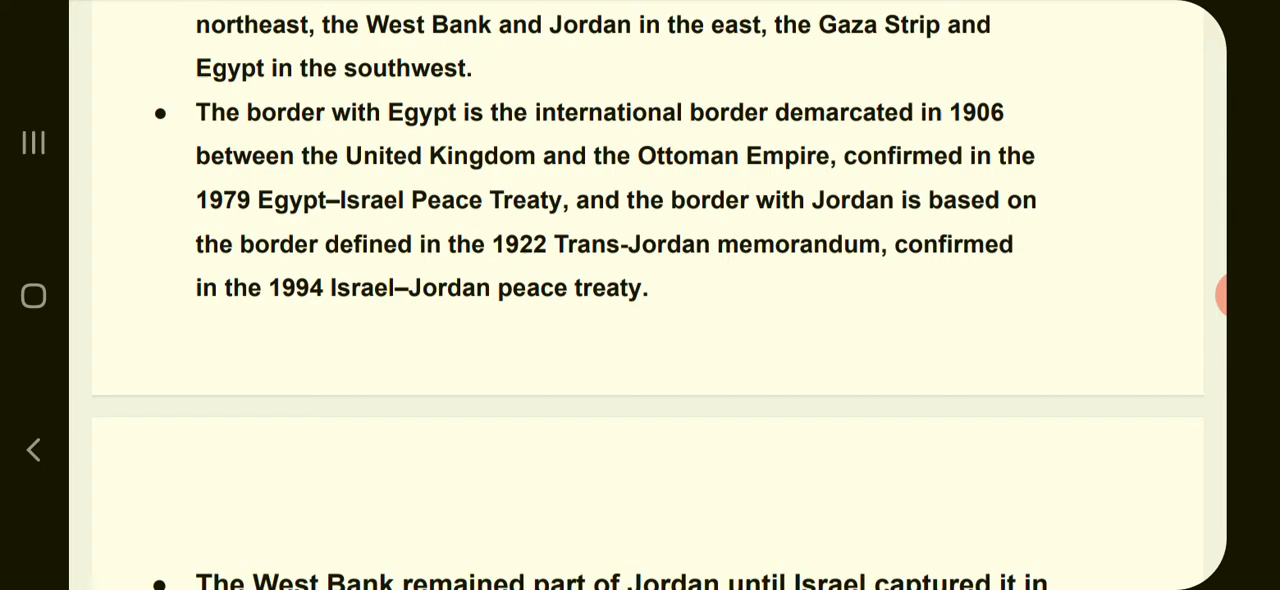 northeast, the West Bank and Jordan in the east, the Gaza Strip and
Egypt in the southwest.
● The border with Egypt is the international border demarcated in 1906
between the United Kingdom and the Ottoman Empire, confirmed in the
1979 Egypt–Israel Peace Treaty, and the border with Jordan is based on
the border defined in the 1922 Trans-Jordan memorandum, confirmed
in the 1994 Israel–Jordan peace treaty.
● The West Bank remained part of Jordan until Israel captured it in